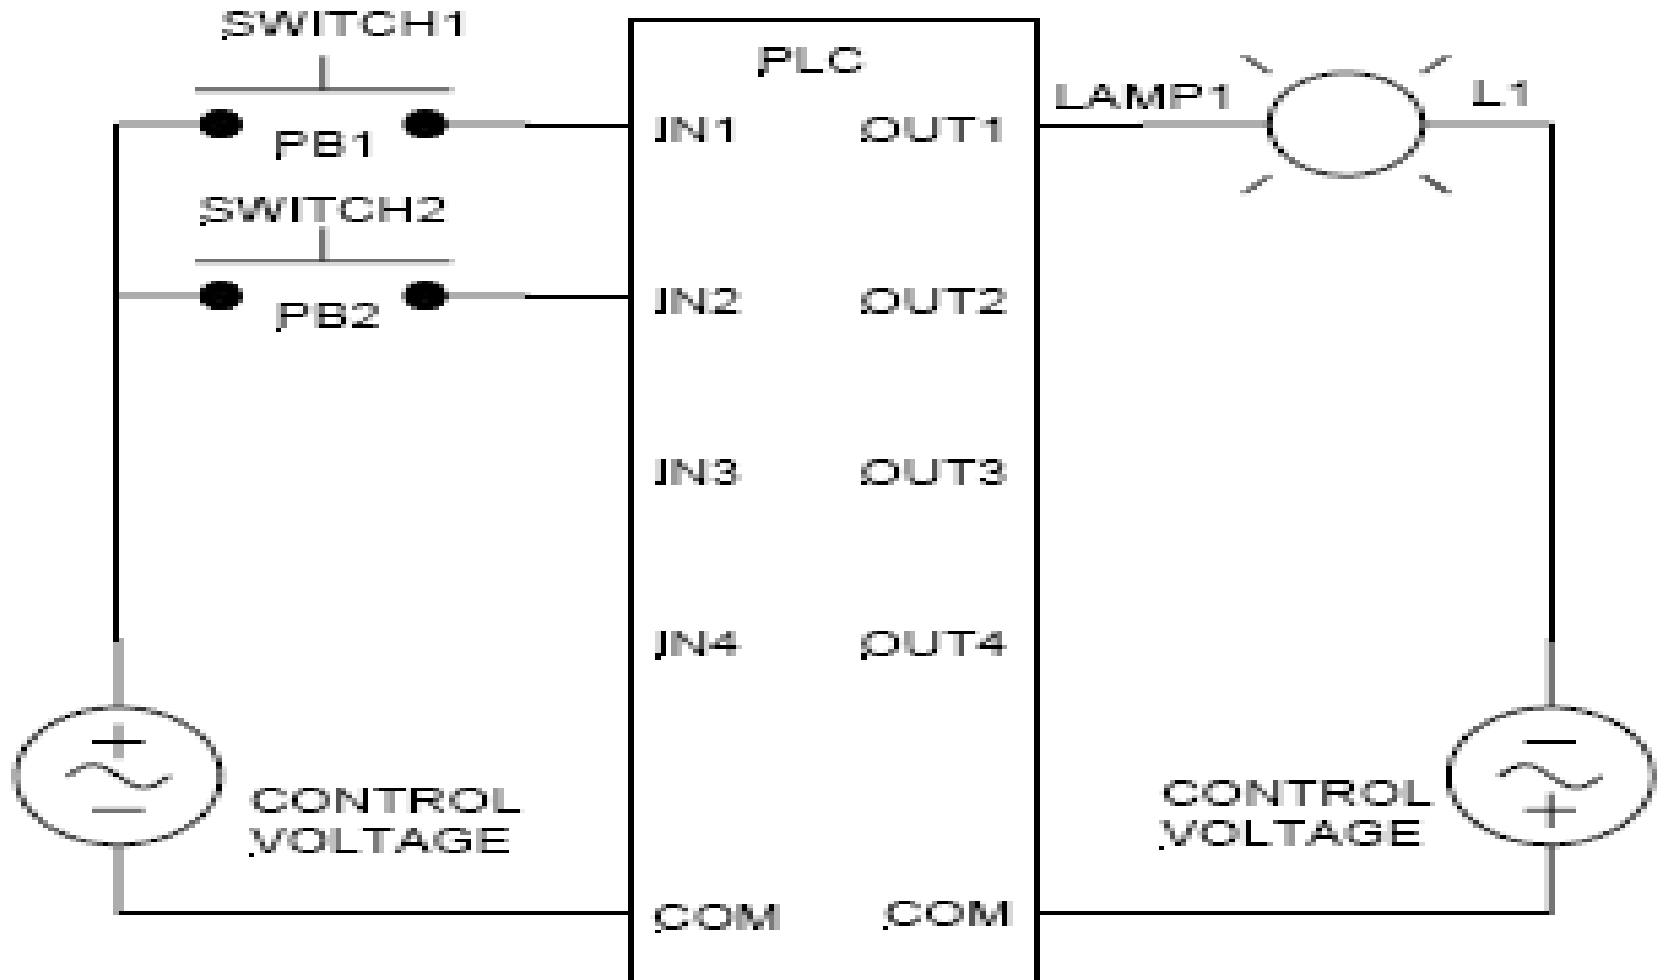 SWITCH1
PB1
SWITCH2
PB2
CONTROL
VOLTAGE
PLC
IN1 OUT1
IN2 OUT2
IN3 OUT3
IN4 OUT4
COM COM
LAMP1 L1
CONTROL
VOLTAGE